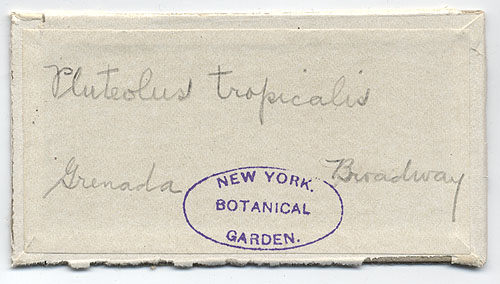 Pluteolus tropicalis
Grenada Broadway
NEW YORK.
BOTANICAL
GARDEN.